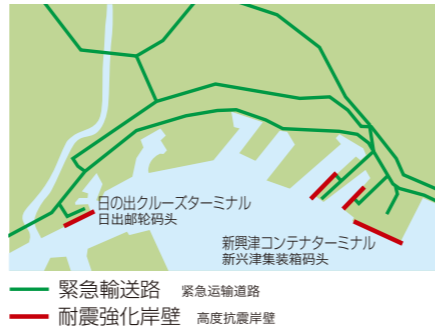 日の出クルーズターミナル
日出邮轮码头
新興津コンテナターミナル
新兴津集装箱码头
緊急輸送路 紧急运输道路
耐震強化岸壁 高度抗震岸壁